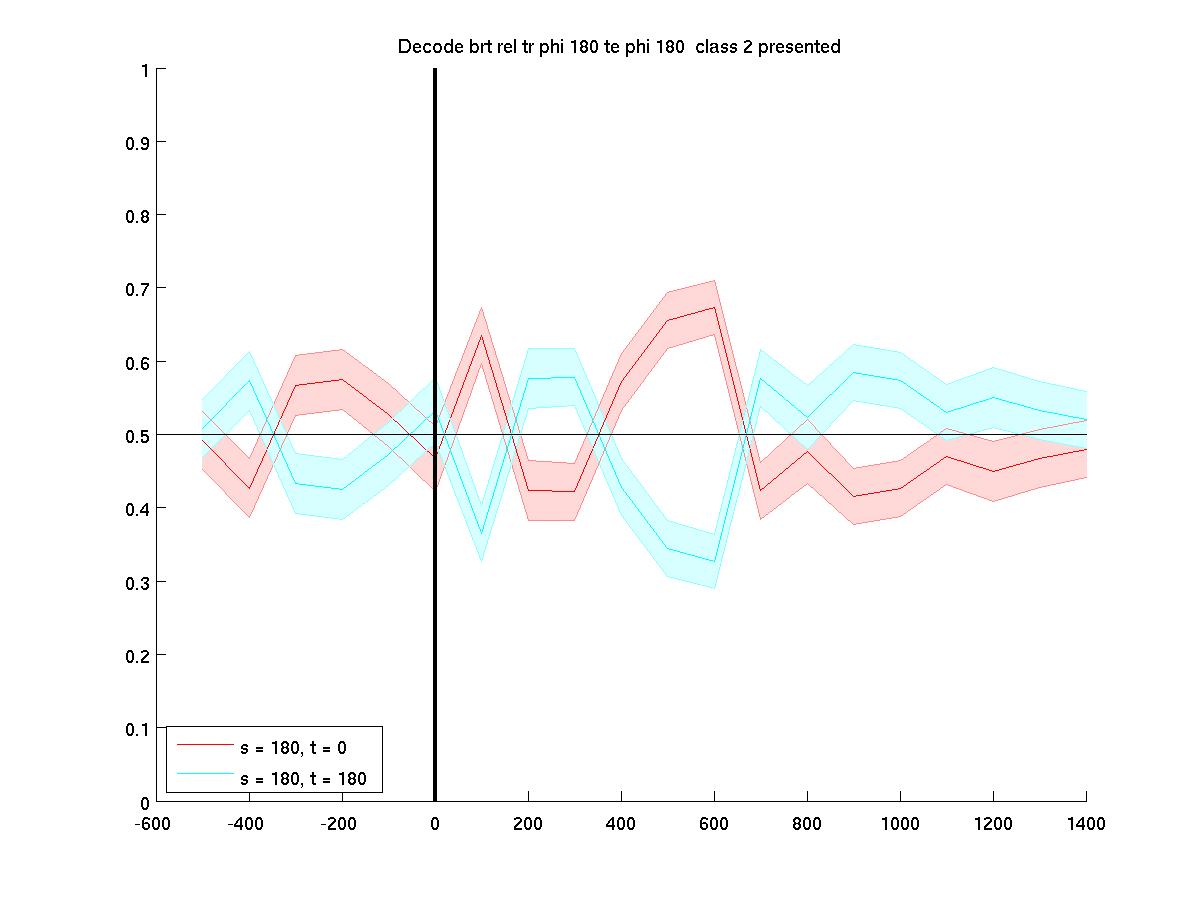 Decode brt rel tr phi 180 te phi 180  class 2 presented
1
0.9
0.8
0.7
0.6
0.5
0.4
0.3
0.2
0.1
0
s = 180, t = 0
s = 180, t = 180
-600 -400 -200 0 200 400 600 800 1000 1200 1400